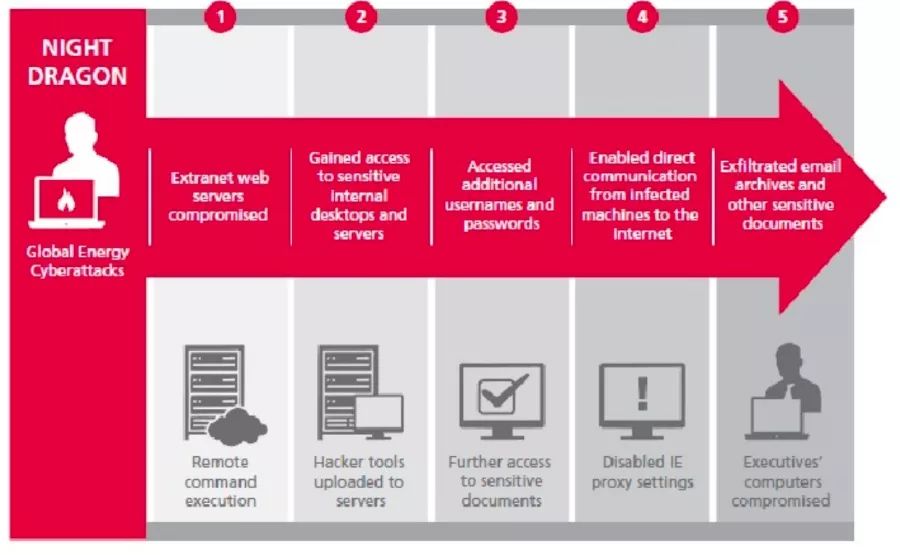 1
2
3
4
5
NIGHT
DRAGON
Global Energy
Cyberattacks
Extranet web
servers
compromised
Gained access
to sensitive
internal
desktops and
servers
Accessed
additional
usernames and
passwords
Enabled direct
communication
from infected
machines to the
Internet
Exfiltrated email
archives and
other sensitive
documents
Remote
command
execution
Hacker tools
uploaded to
servers
Further access
to sensitive
documents
Disabled IE
proxy settings
Executives'
computers
compromised